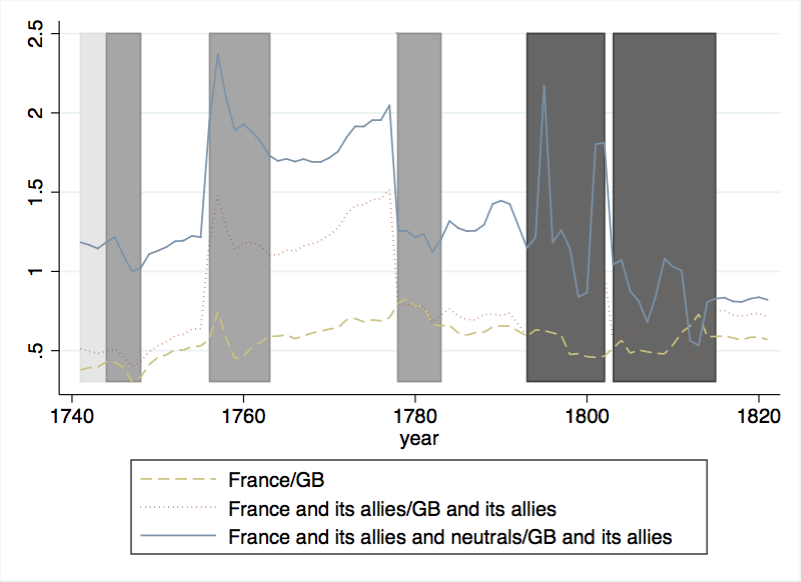 2.5
2
1.5
1
.5
1740
1760
1780
1800
1820
year
France/GB
France and its allies/GB and its allies
France and its allies and neutrals/GB and its allies